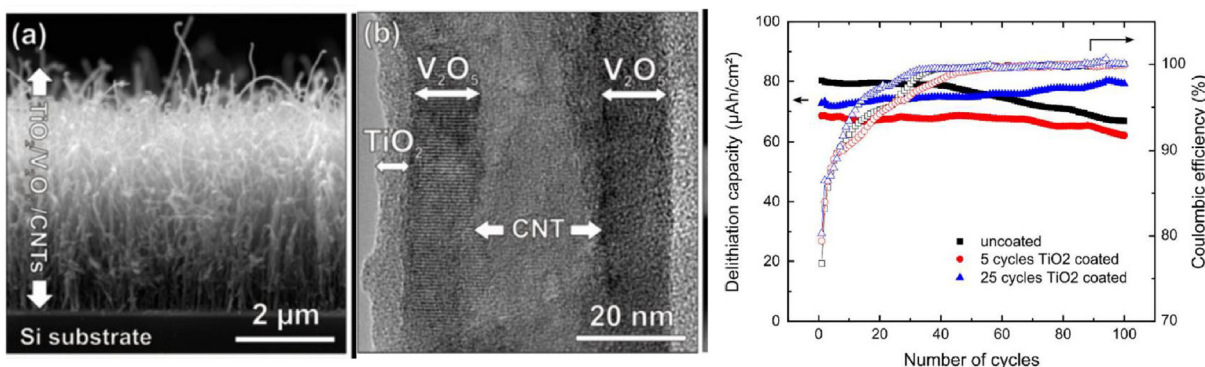 (a)
TiO₂/V₂O₅/CNTs
2 μm
Si substrate
(b)
V₂O₅
V₂O₅
TiO₂
CNT
20 nm
Delithiation capacity (μAh/cm²)
100
80
60
40
20
0
0
20
40
60
80
100
Number of cycles
100
90
80
70
Coulombic efficiency (%)
uncoated
5 cycles TiO2 coated
25 cycles TiO2 coated